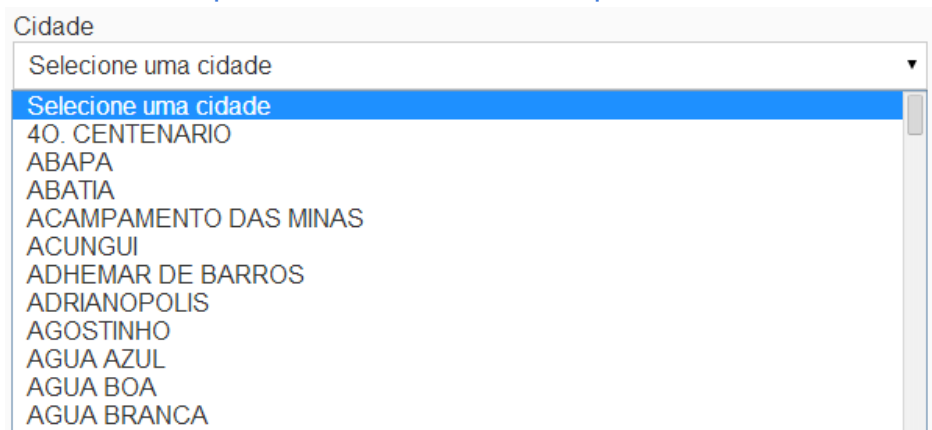 Cidade
Selecione uma cidade
Selecione uma cidade
4O. CENTENARIO
ABAPA
ABATIA
ACAMPAMENTO DAS MINAS
ACUNGUI
ADHEMAR DE BARROS
ADRIANOPOLIS
AGOSTINHO
AGUA AZUL
AGUA BOA
AGUA BRANCA